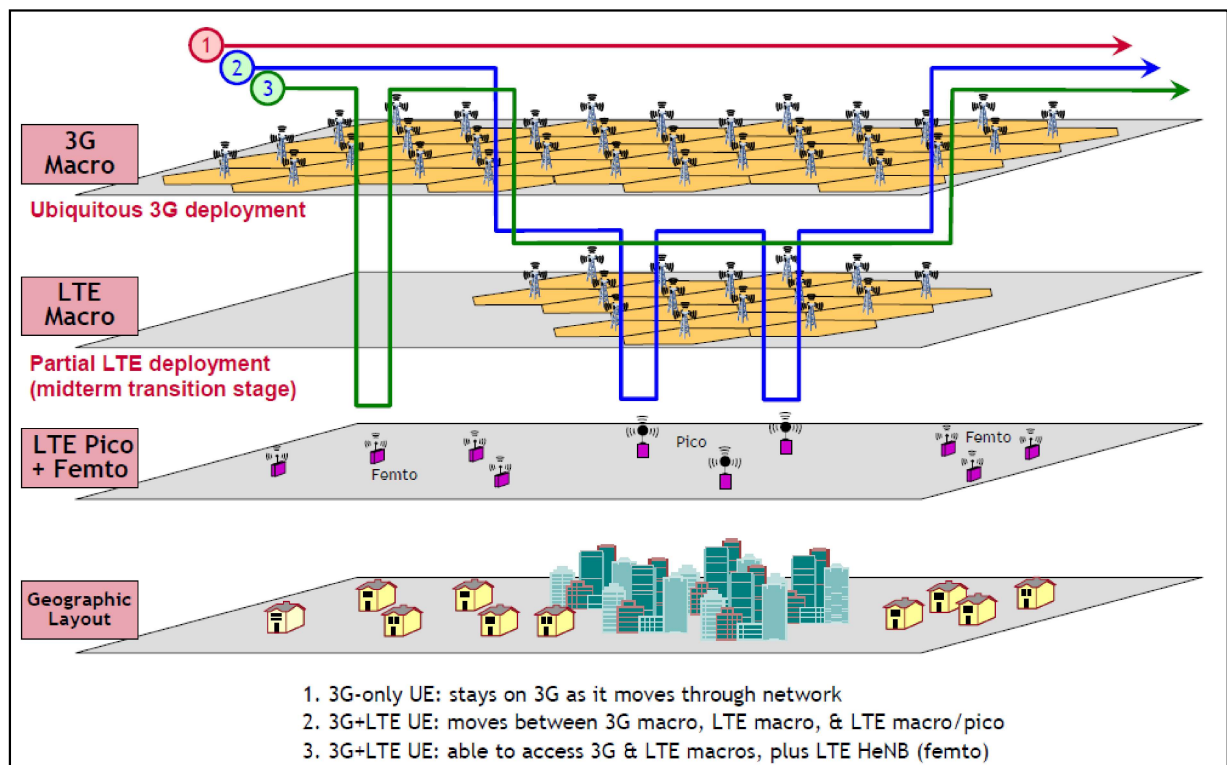 1
2
3
3G
Macro
Ubiquitous 3G deployment
LTE
Macro
Partial LTE deployment
(midterm transition stage)
LTE Pico
+ Femto
Femto
Pico
Femto
Geographic
Layout
1. 3G-only UE: stays on 3G as it moves through network
2. 3G+LTE UE: moves between 3G macro, LTE macro, & LTE macro/pico
3. 3G+LTE UE: able to access 3G & LTE macros, plus LTE HeNB (femto)